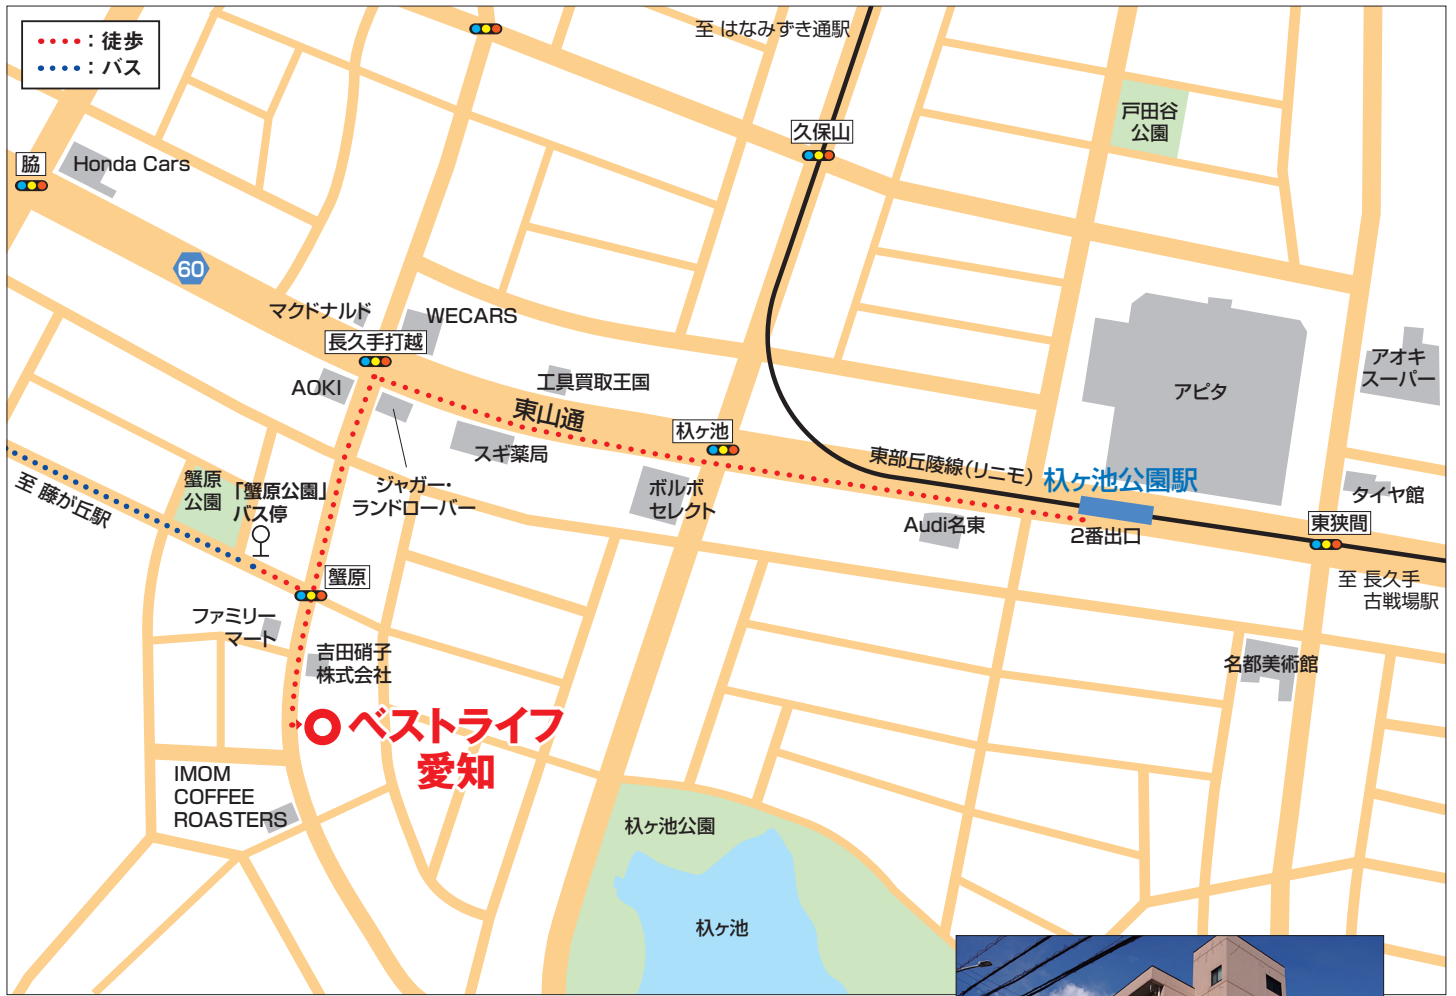 ：徒歩
：バス
至 はなみずき通駅
戸田谷
公園
久保山
脇
Honda Cars
60
マクドナルド
WECARS
長久手打越
AOKI
工具買取王国
東山通
杁ヶ池
スギ薬局
アピタ
アオキ
スーパー
東部丘陵線(リニモ)
杁ヶ池公園駅
蟹原
公園
「蟹原公園」
バス停
至 藤が丘駅
ジャガー・
ランドローバー
ボルボ
セレクト
Audi名東
2番出口
タイヤ館
東狭間
至 長久手
古戦場駅
蟹原
ファミリー
マート
吉田硝子
株式会社
名都美術館
ベストライフ
愛知
IMOM
COFFEE
ROASTERS
杁ヶ池公園
杁ヶ池